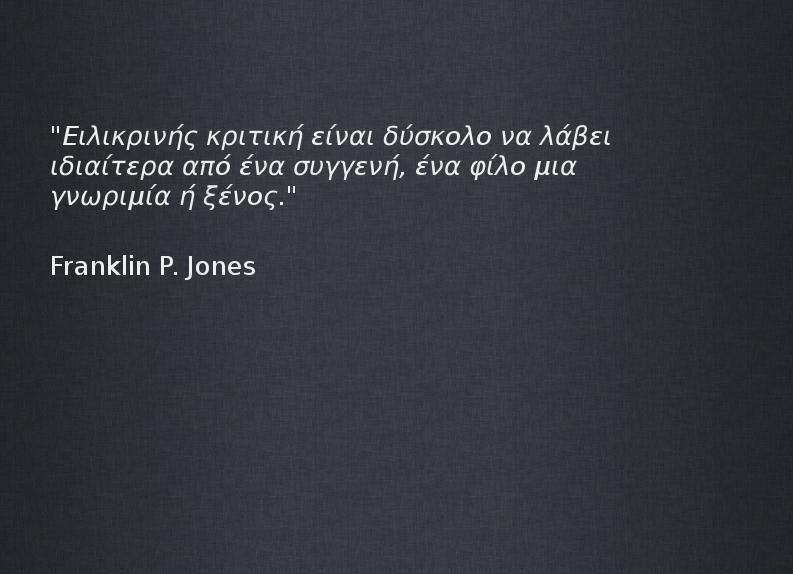 "Ειλικρινής κριτική είναι δύσκολο να λάβει
ιδιαίτερα από ένα συγγενή, ένα φίλο μια
γνωριμία ή ξένος."
Franklin P. Jones